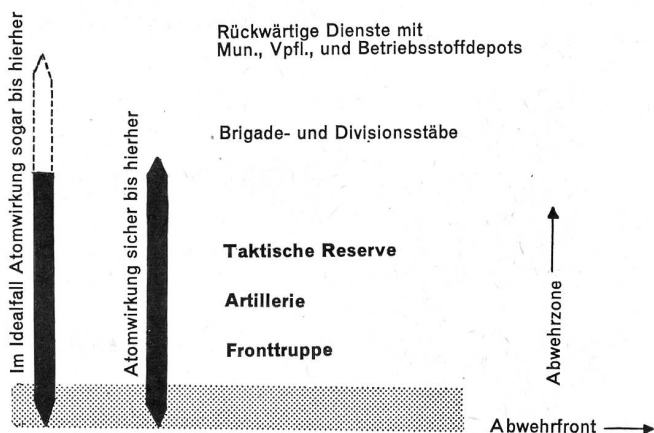 Rückwärtige Dienste mit
Mun., Vpfl., und Betriebsstoffdepots
Im Idealfall Atomwirkung sogar bis hierher
Atomwirkung sicher bis hierher
Brigade- und Divisionsstäbe
Taktische Reserve
Artillerie
Fronttruppe
Abwehrzone
Abwehrfront